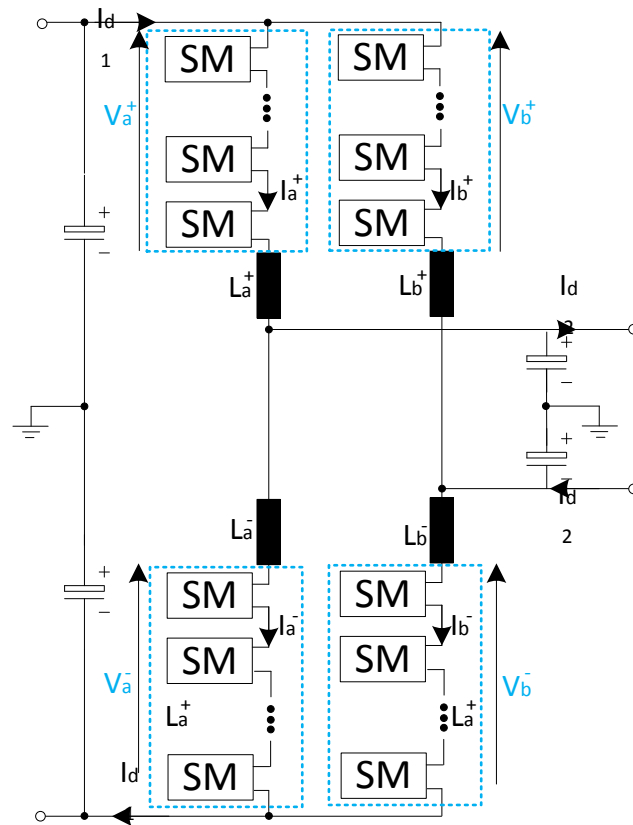 Id
1
SM
SM
Va+
Vb+
SM
SM
Ia+
Ib+
SM
SM
+
−
La+
Lb+
Id
2
+
−
+
−
Id
2
La-
Lb-
+
−
SM
SM
Ia-
Ib-
SM
SM
Va-
Vb-
La+
La+
Id
SM
SM